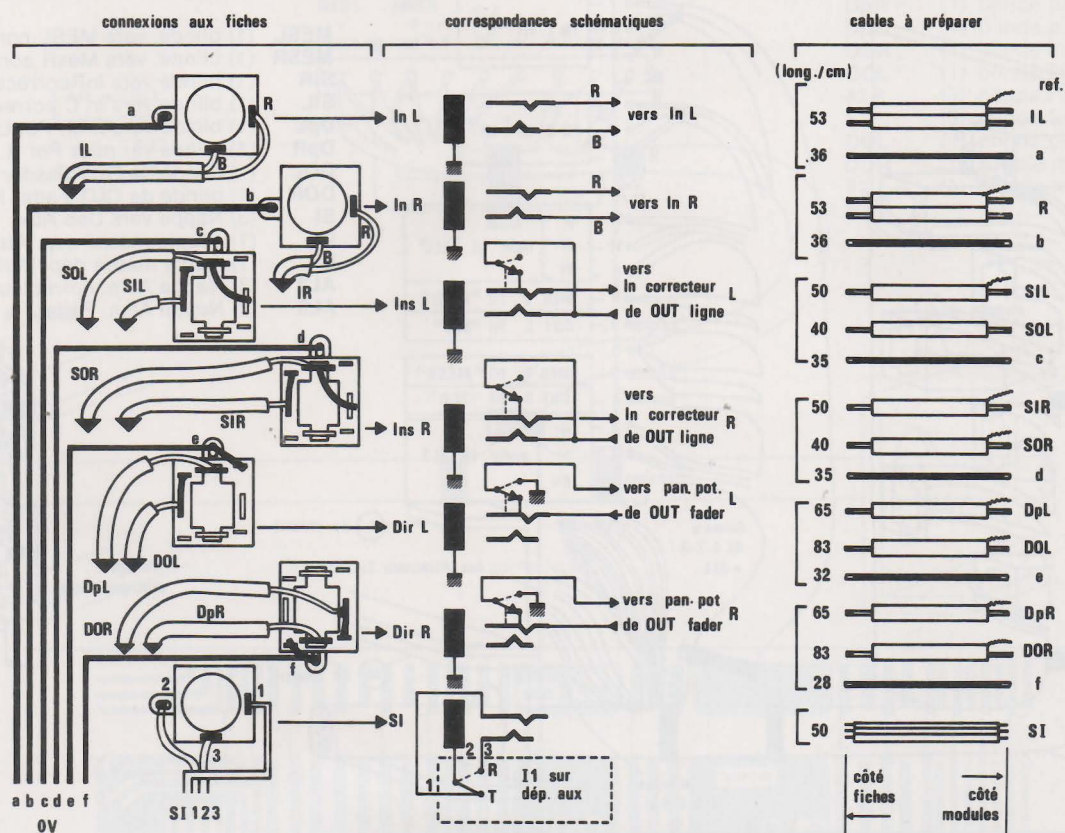 connexions aux fiches
correspondances schématiques
cables à préparer
a
R
IL
B
In L
b
R
B
IR
In R
c
SOL
SIL
Ins L
d
SOR
SIR
Ins R
e
DpL
DOL
Dir L
DOR
DpR
f
Dir R
2
1
3
SI
a b c d e f
0V
SI 123
R
vers In L
B
R
vers In R
B
vers
In correcteur L
de OUT ligne
vers
In correcteur R
de OUT ligne
vers pan. pot. L
de OUT fader
vers pan. pot R
de OUT fader
2 3
R
1
T
I1 sur
dép. aux
(long./cm)
ref.
53 IL
36 a
53 R
36 b
50 SIL
40 SOL
35 c
50 SIR
40 SOR
35 d
65 DpL
83 DOL
32 e
65 DpR
83 DOR
28 f
50 SI
côté
fiches
côté
modules